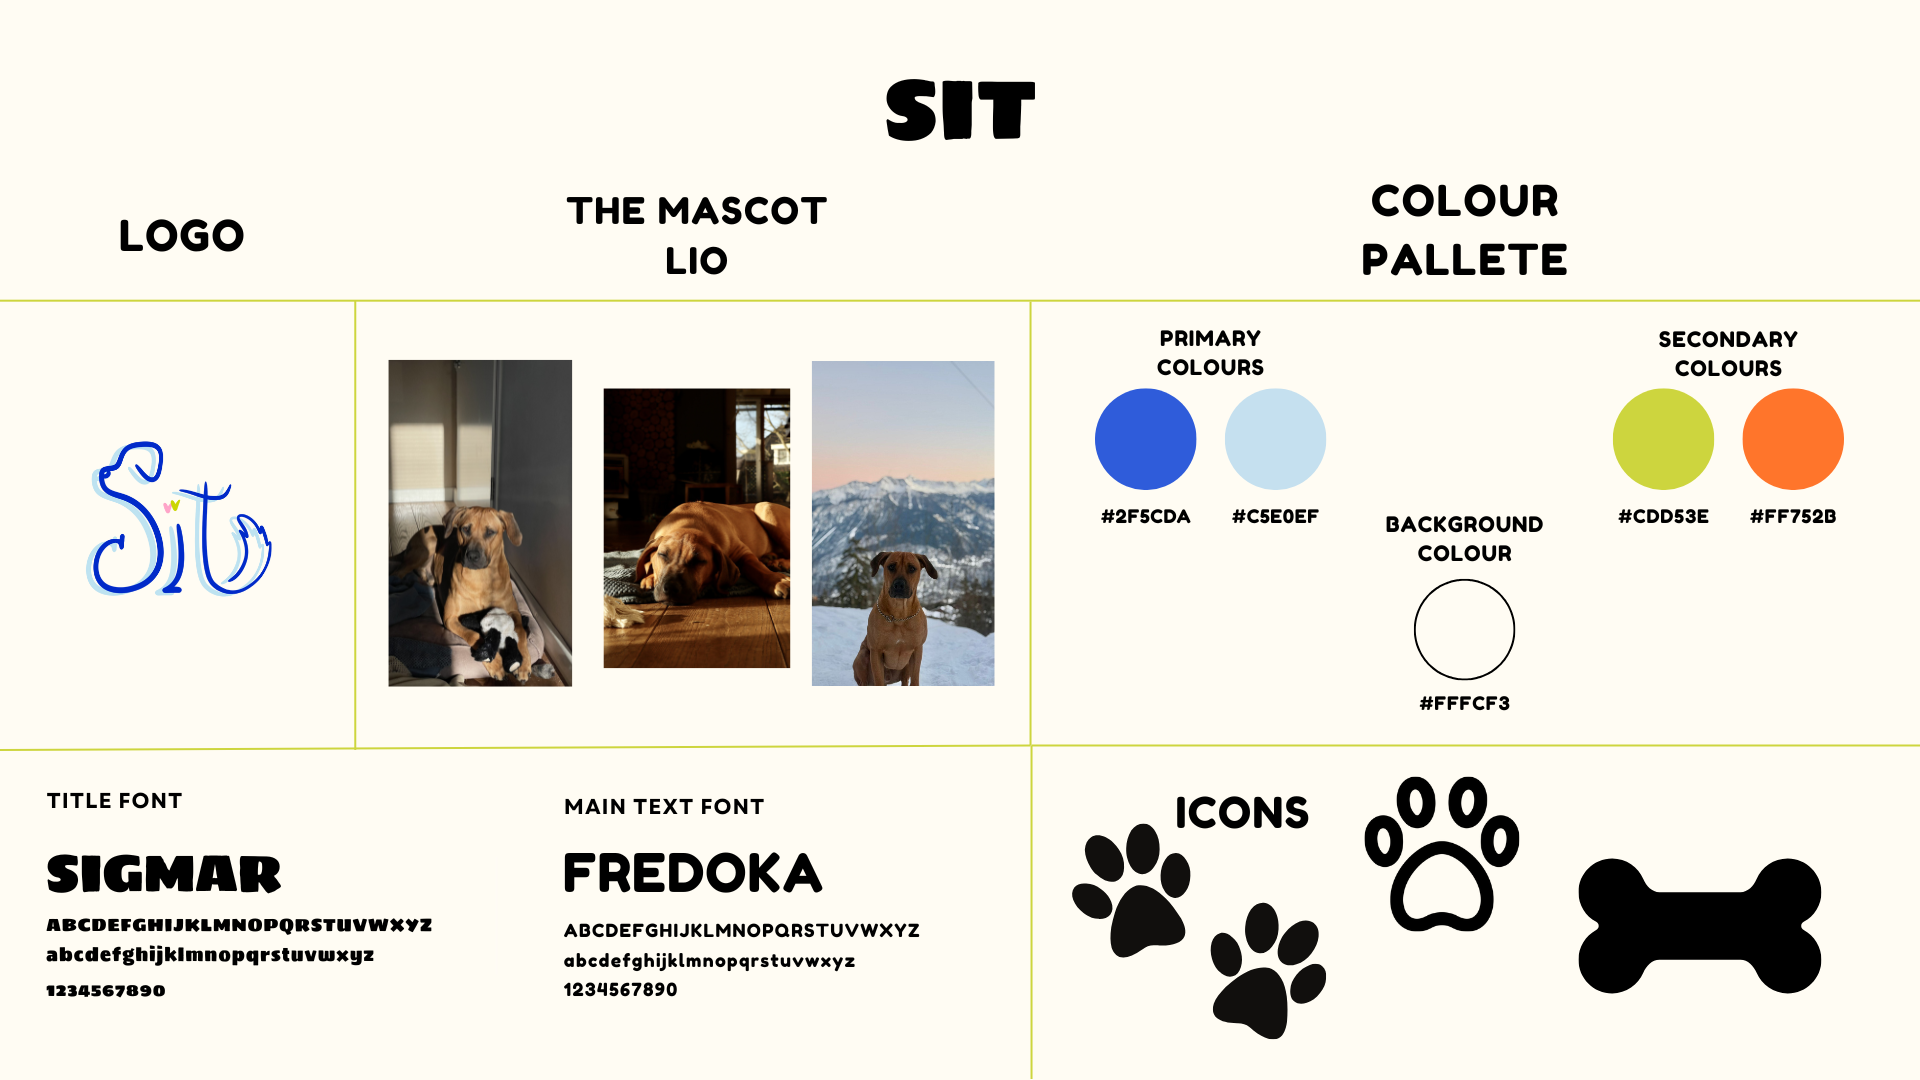 SIT
LOGO
THE MASCOT
LIO
COLOUR
PALLETE
Sit
PRIMARY
COLOURS
#2F5CDA
#C5E0EF
SECONDARY
COLOURS
#CDD53E
#FF752B
BACKGROUND
COLOUR
#FFFCF3
TITLE FONT
SIGMAR
ABCDEFGHIJKLMNOPQRSTUVWXYZ
abcdefghijklmnopqrstuvwxyz
1234567890
MAIN TEXT FONT
FREDOKA
ABCDEFGHIJKLMNOPQRSTUVWXYZ
abcdefghijklmnopqrstuvwxyz
1234567890
ICONS